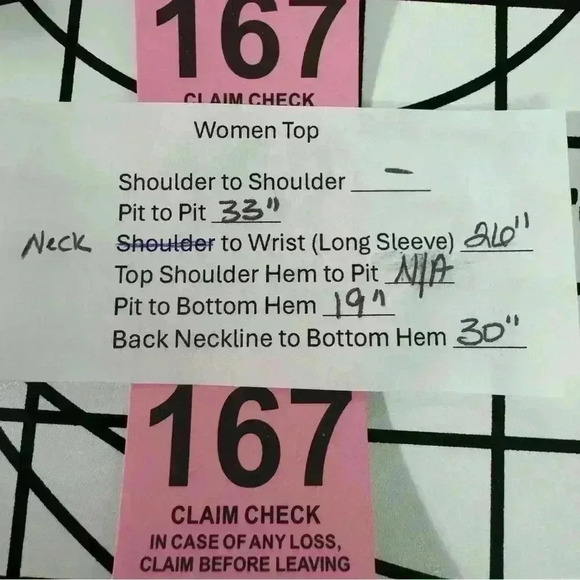 167
CLAIM CHECK
Women Top
Shoulder to Shoulder -
Pit to Pit 33"
Neck Shoulder to Wrist (Long Sleeve) 26"
Top Shoulder Hem to Pit N/A
Pit to Bottom Hem 19"
Back Neckline to Bottom Hem 30"
167
CLAIM CHECK
IN CASE OF ANY LOSS,
CLAIM BEFORE LEAVING